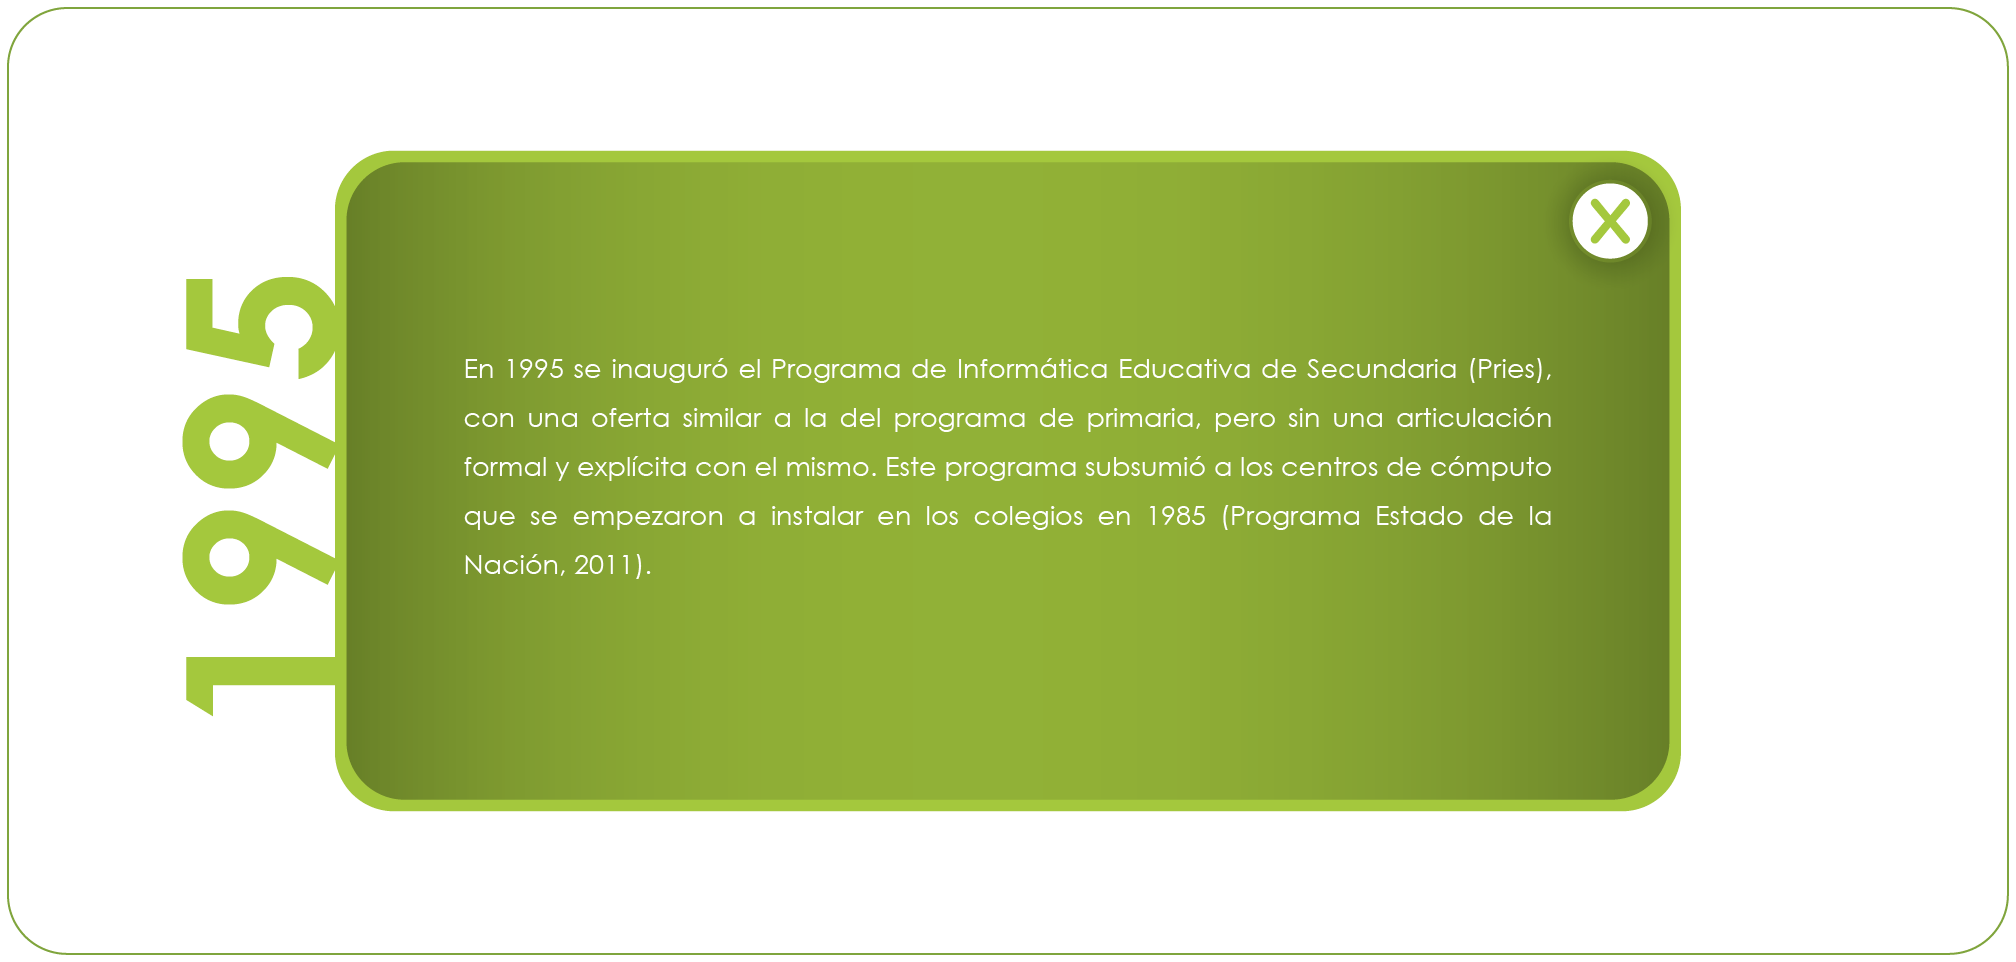 1995
En 1995 se inauguró el Programa de Informática Educativa de Secundaria (Pries),
con una oferta similar a la del programa de primaria, pero sin una articulación
formal y explícita con el mismo. Este programa subsumió a los centros de cómputo
que se empezaron a instalar en los colegios en 1985 (Programa Estado de la
Nación, 2011).
X